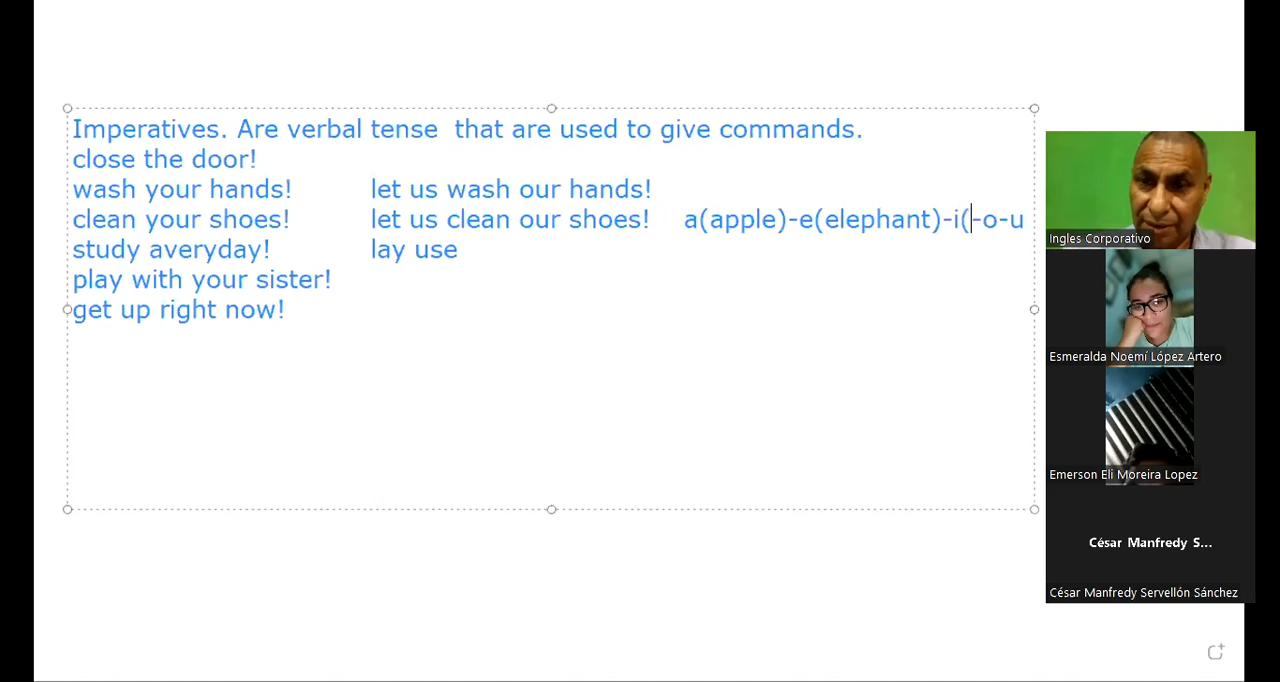 Imperatives. Are verbal tense  that are used to give commands.
close the door!
wash your hands! let us wash our hands!
clean your shoes! let us clean our shoes! a(apple)-e(elephant)-i(-o-u
study averyday! lay use
play with your sister!
get up right now!
Ingles Corporativo
Esmeralda Noemí López Artero
Emerson Eli Moreira Lopez
César Manfredy S...
César Manfredy Servellón Sánchez